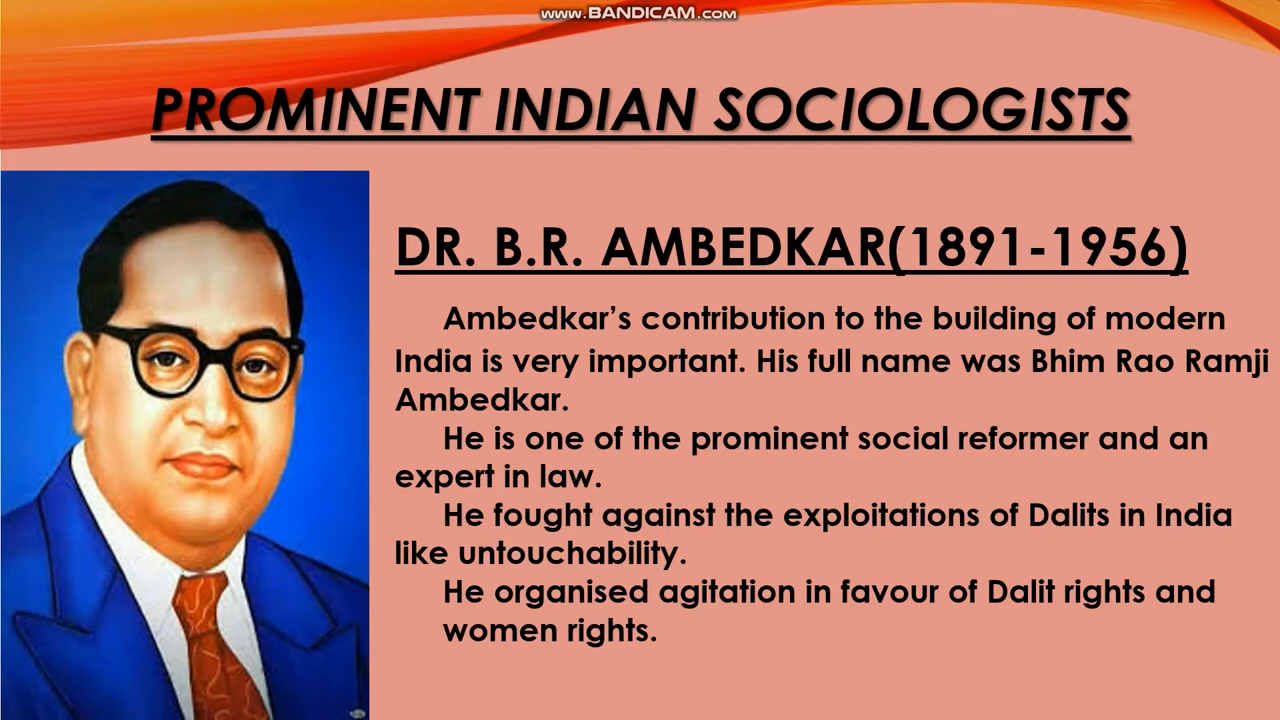 www.BANDICAM.com
PROMINENT INDIAN SOCIOLOGISTS
DR. B.R. AMBEDKAR(1891-1956)
Ambedkar’s contribution to the building of modern
India is very important. His full name was Bhim Rao Ramji
Ambedkar.
He is one of the prominent social reformer and an
expert in law.
He fought against the exploitations of Dalits in India
like untouchability.
He organised agitation in favour of Dalit rights and
women rights.